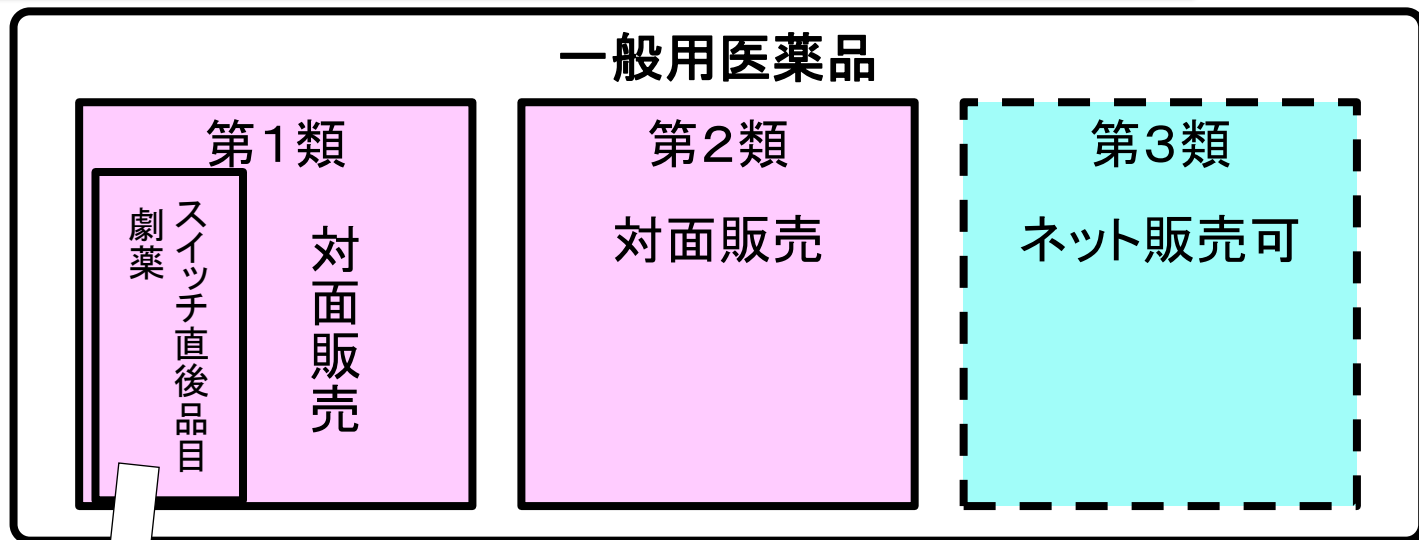 一般用医薬品
第１類
スイッチ直後品目
劇薬
対面販売
第２類
対面販売
第３類
ネット販売可